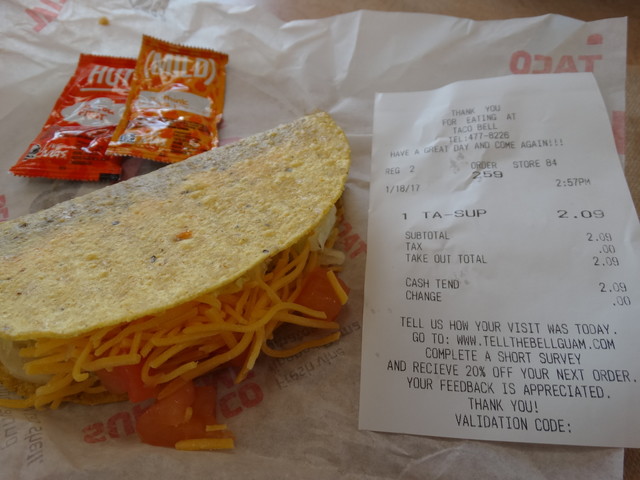 HOT
(MILD)
TACO
THANK YOU
FOR EATING AT
TACO BELL
TEL:477-8226
HAVE A GREAT DAY AND COME AGAIN!!!
REG 2 ORDER STORE 84
259
1/18/17 2:57PM
1 TA-SUP 2.09
SUBTOTAL 2.09
TAX .00
TAKE OUT TOTAL 2.09
CASH TEND 2.09
CHANGE .00
TELL US HOW YOUR VISIT WAS TODAY.
GO TO: WWW.TELLTHEBELLGUAM.COM
COMPLETE A SHORT SURVEY
AND RECIEVE 20% OFF YOUR NEXT ORDER.
YOUR FEEDBACK IS APPRECIATED.
THANK YOU!
VALIDATION CODE: